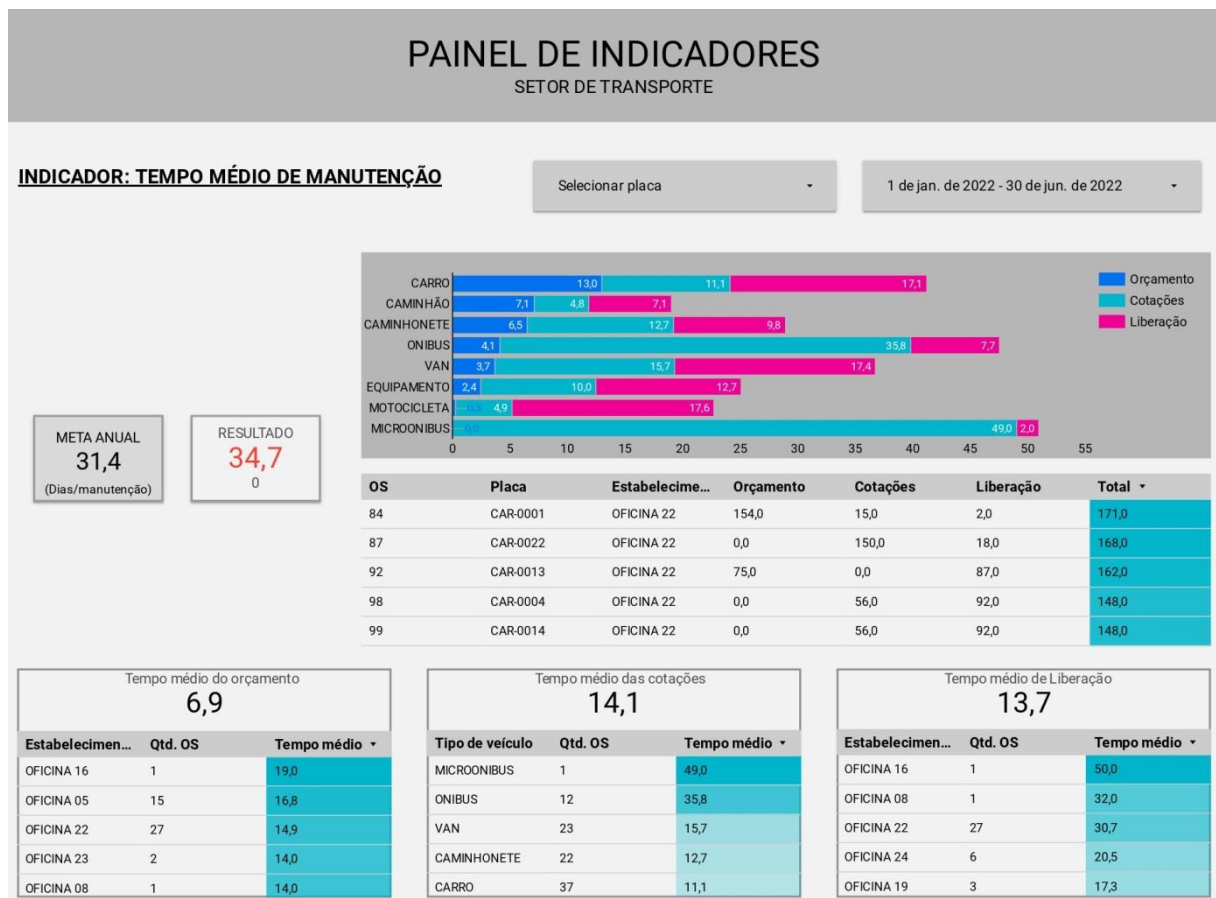 PAINEL DE INDICADORES
SETOR DE TRANSPORTE
INDICADOR: TEMPO MÉDIO DE MANUTENÇÃO
Selecionar placa
1 de jan. de 2022 - 30 de jun. de 2022
META ANUAL
31,4
(Dias/manutenção)
RESULTADO
34,7
0
CARRO 13,0 11,1 17,1
CAMINHÃO 7,1 4,8 7,1
CAMINHONETE 6,5 12,7 9,8
ONIBUS 4,1 35,8 7,7
VAN 3,7 15,7 17,4
EQUIPAMENTO 2,4 10,0 12,7
MOTOCICLETA 0,3 4,9 17,6
MICROONIBUS 0,0 49,0 2,0
0 5 10 15 20 25 30 35 40 45 50 55
Orçamento
Cotações
Liberação
OS Placa Estabelecime... Orçamento Cotações Liberação Total
84 CAR-0001 OFICINA 22 154,0 15,0 2,0 171,0
87 CAR-0022 OFICINA 22 0,0 150,0 18,0 168,0
92 CAR-0013 OFICINA 22 75,0 0,0 87,0 162,0
98 CAR-0004 OFICINA 22 0,0 56,0 92,0 148,0
99 CAR-0014 OFICINA 22 0,0 56,0 92,0 148,0
Tempo médio do orçamento
6,9
Estabelecimen... Qtd. OS Tempo médio
OFICINA 16 1 19,0
OFICINA 05 15 16,8
OFICINA 22 27 14,9
OFICINA 23 2 14,0
OFICINA 08 1 14,0
Tempo médio das cotações
14,1
Tipo de veículo Qtd. OS Tempo médio
MICROONIBUS 1 49,0
ONIBUS 12 35,8
VAN 23 15,7
CAMINHONETE 22 12,7
CARRO 37 11,1
Tempo médio de Liberação
13,7
Estabelecimen... Qtd. OS Tempo médio
OFICINA 16 1 50,0
OFICINA 08 1 32,0
OFICINA 22 27 30,7
OFICINA 24 6 20,5
OFICINA 19 3 17,3